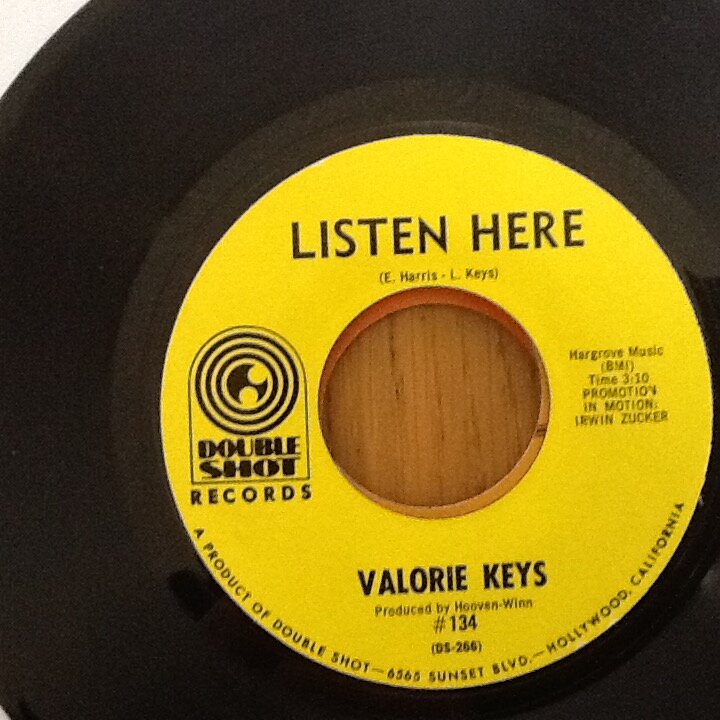 LISTEN HERE
(E. Harris - L. Keys)
Hargrove Music
(BMI)
Time 3:10
PROMOTION
IN MOTION:
IRWIN ZUCKER
DOUBLE
SHOT
RECORDS
VALORIE KEYS
Produced by Hooven-Winn
#134
(DS-266)
A PRODUCT OF DOUBLE SHOT—6565 SUNSET BLVD.—HOLLYWOOD, CALIFORNIA